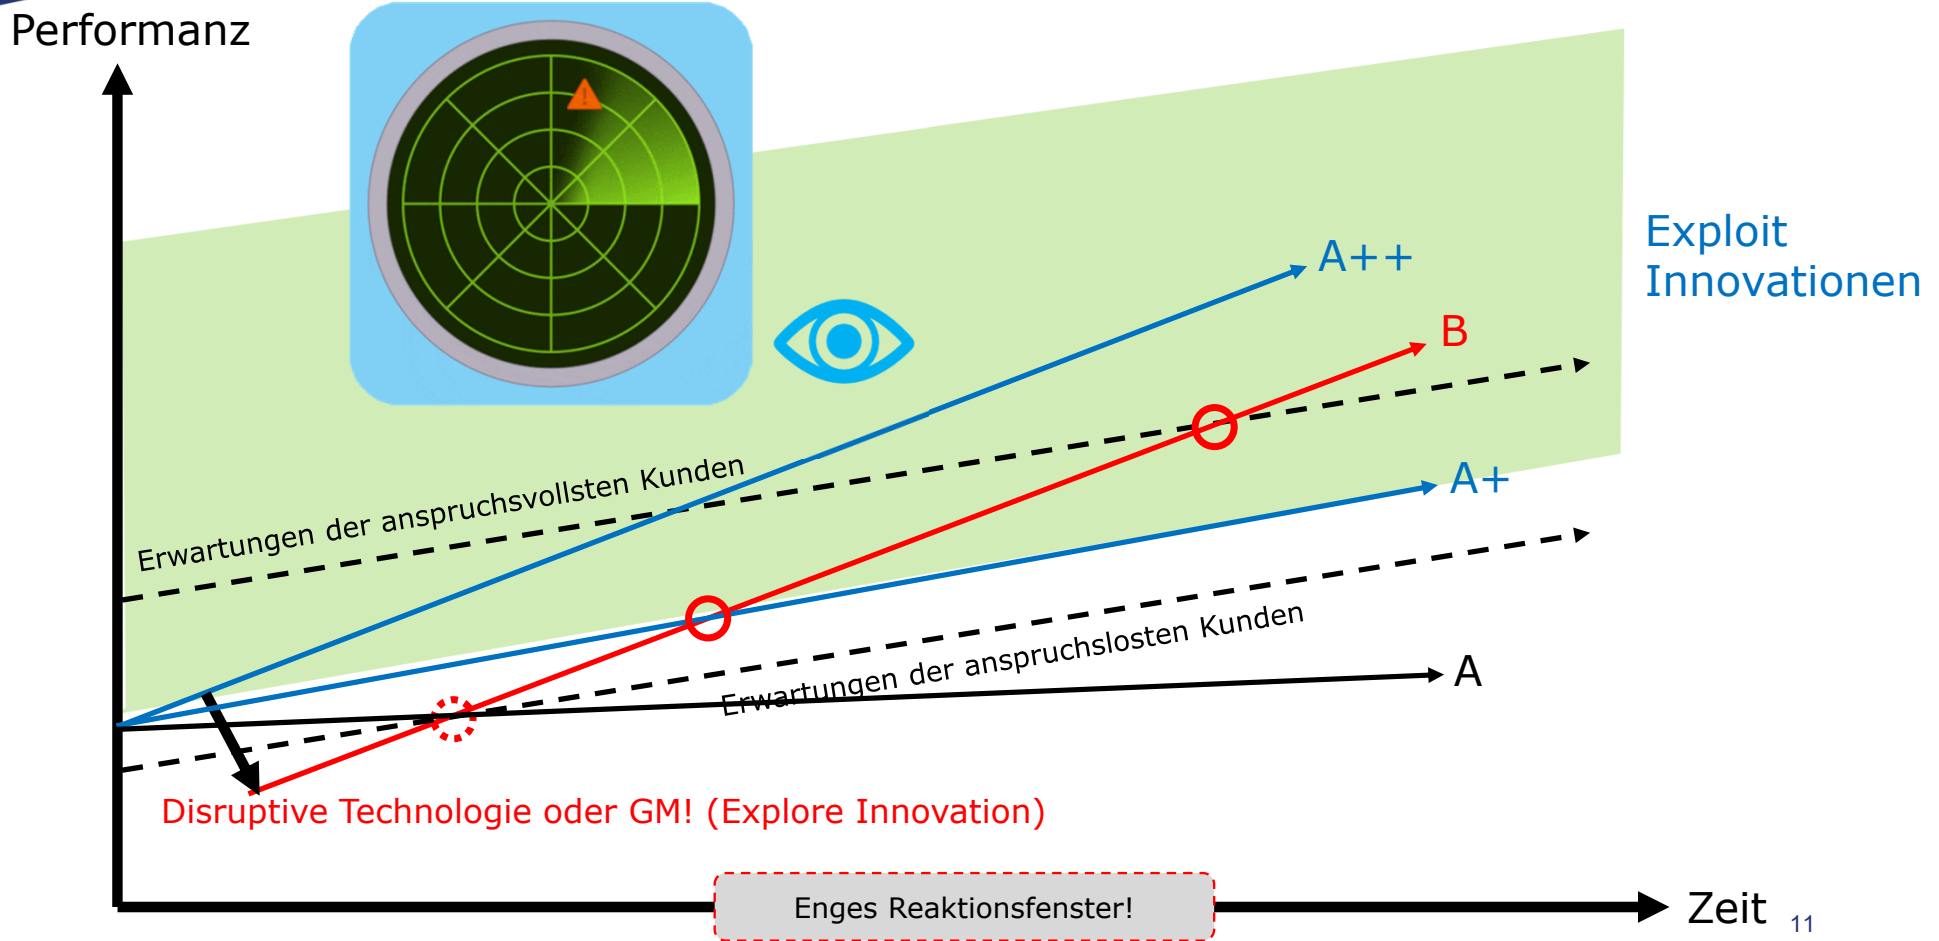 Performanz
Exploit
Innovationen
A++
B
Erwartungen der anspruchsvollsten Kunden
A+
Erwartungen der anspruchslosten Kunden
A
Disruptive Technologie oder GM! (Explore Innovation)
Enges Reaktionsfenster!
Zeit
11